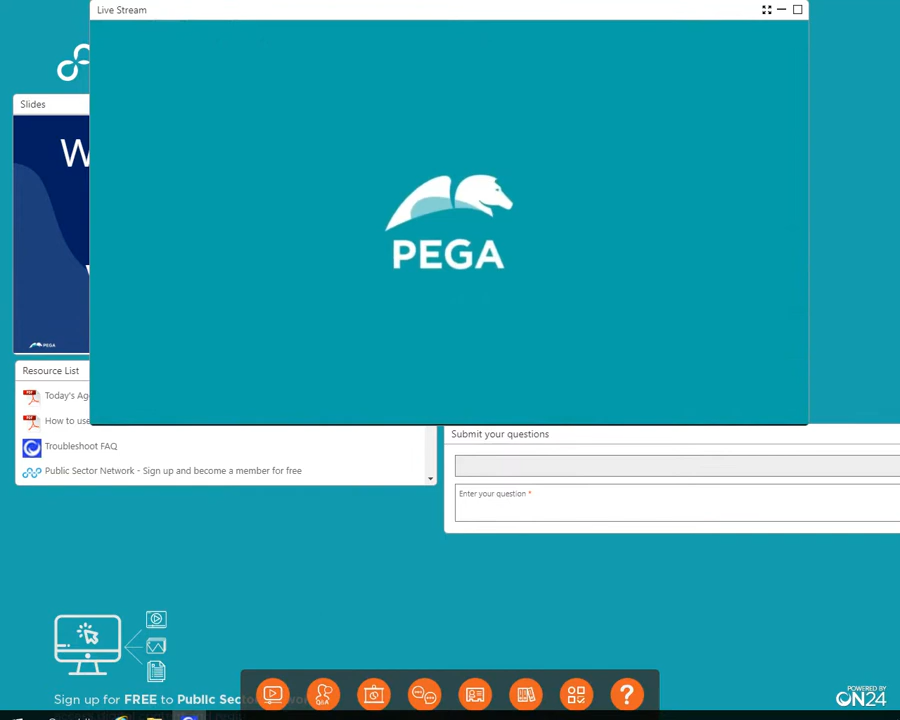 Live Stream
Slides
W
PEGA
PEGA
Resource List
Today's Ag
How to use
Troubleshoot FAQ
Public Sector Network - Sign up and become a member for free
Submit your questions
Enter your question *
Q&A
?
Sign up for FREE to Public Sec
POWERED BY
ON24